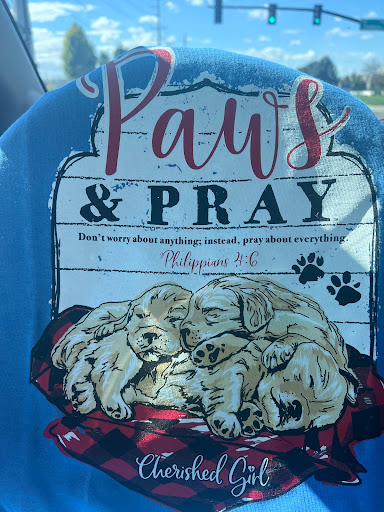 Paws
& PRAY
Don't worry about anything; instead, pray about everything.
Philippians 4:6
Cherished Girl